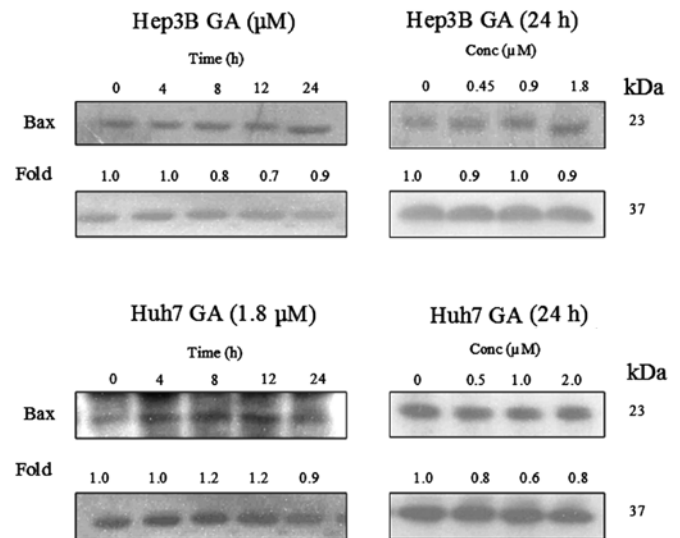 Hep3B GA (µM) Hep3B GA (24 h)
Time (h) Conc (µM)
0 4 8 12 24 0 0.45 0.9 1.8 kDa
Bax 23
Fold 1.0 1.0 0.8 0.7 0.9 1.0 0.9 1.0 0.9
37
Huh7 GA (1.8 µM) Huh7 GA (24 h)
Time (h) Conc (µM)
0 4 8 12 24 0 0.5 1.0 2.0 kDa
Bax 23
Fold 1.0 1.0 1.2 1.2 0.9 1.0 0.8 0.6 0.8
37